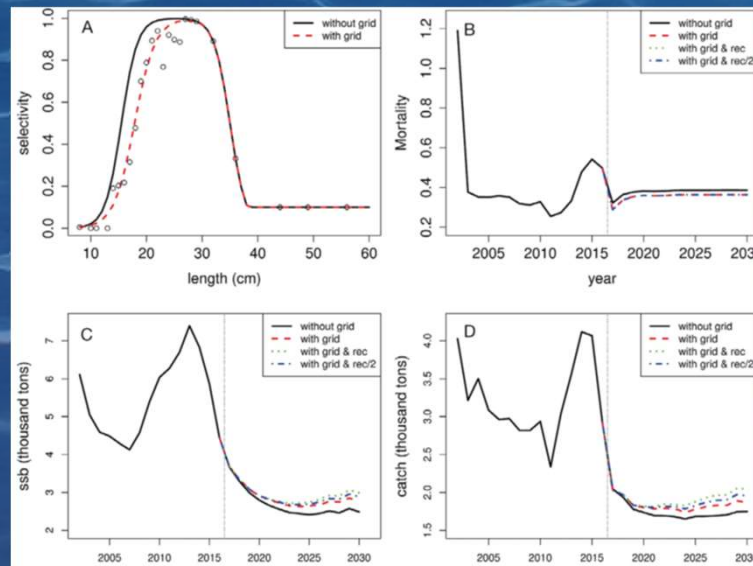 A
without grid
with grid
selectivity
0.0 0.2 0.4 0.6 0.8 1.0
10 20 30 40 50 60
length (cm)
B
without grid
with grid
with grid & rec
with grid & rec/2
Mortality
0.2 0.4 0.6 0.8 1.0 1.2
2005 2010 2015 2020 2025 2030
year
C
without grid
with grid
with grid & rec
with grid & rec/2
ssb (thousand tons)
2 3 4 5 6 7
2005 2010 2015 2020 2025 2030
D
without grid
with grid
with grid & rec
with grid & rec/2
catch (thousand tons)
1.5 2.0 2.5 3.0 3.5 4.0
2005 2010 2015 2020 2025 2030